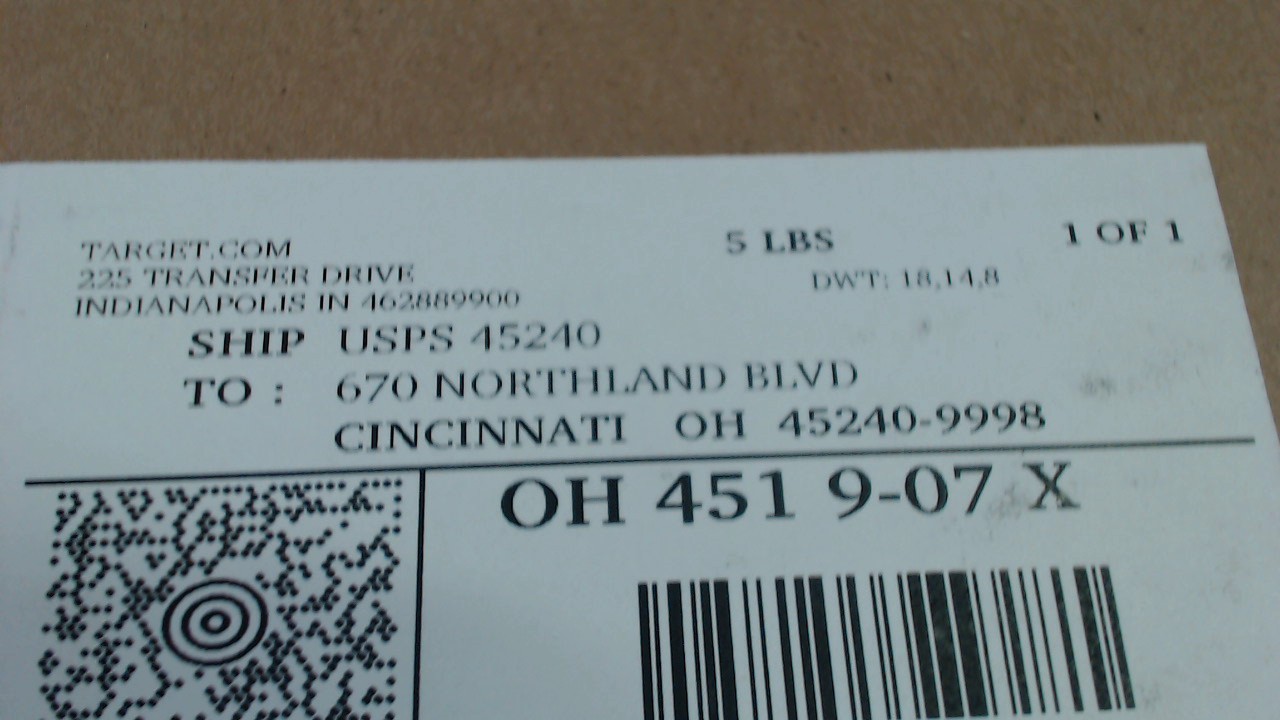 TARGET.COM
225 TRANSFER DRIVE
INDIANAPOLIS IN 462889900
5 LBS
1 OF 1
DWT: 18,14,8
SHIP TO : USPS 45240
670 NORTHLAND BLVD
CINCINNATI OH 45240-9998
OH 451 9-07 X